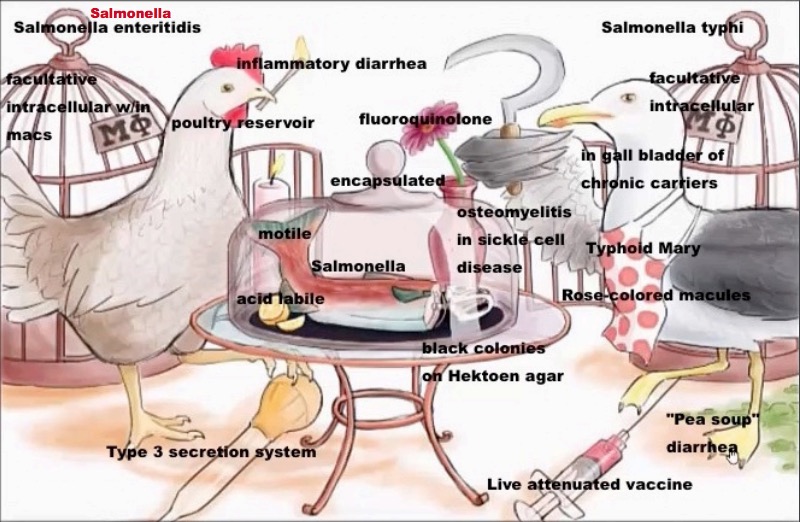 Salmonella
Salmonella enteritidis
facultative
intracellular w/in
macs
ΜΦ
inflammatory diarrhea
poultry reservoir
fluoroquinolone
encapsulated
motile
Salmonella
acid labile
osteomyelitis
in sickle cell
disease
black colonies
on Hektoen agar
Type 3 secretion system
Salmonella typhi
facultative
intracellular
ΜΦ
in gall bladder of
chronic carriers
Typhoid Mary
Rose-colored macules
"Pea soup"
diarrhea
Live attenuated vaccine